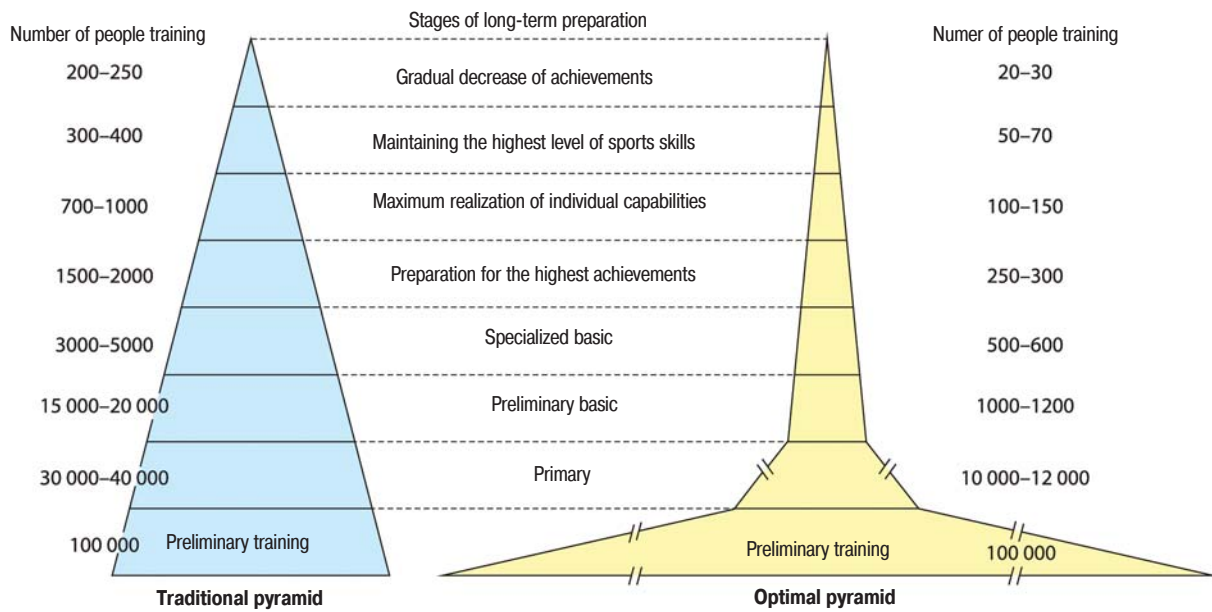 Stages of long-term preparation
Number of people training
Numer of people training
200–250
Gradual decrease of achievements
20–30
300–400
Maintaining the highest level of sports skills
50–70
700–1000
Maximum realization of individual capabilities
100–150
1500–2000
Preparation for the highest achievements
250–300
3000–5000
Specialized basic
500–600
15 000–20 000
Preliminary basic
1000–1200
30 000–40 000
Primary
10 000–12 000
100 000
Preliminary training
Preliminary training
100 000
Traditional pyramid
Optimal pyramid